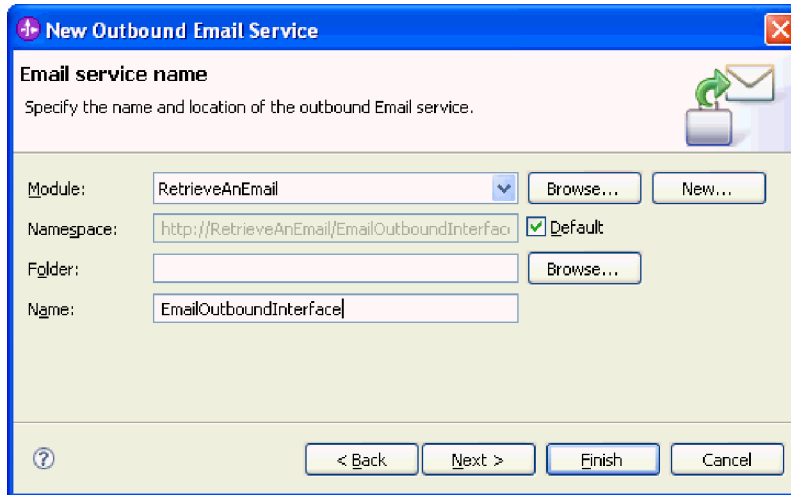 New Outbound Email Service
Email service name
Specify the name and location of the outbound Email service.
Module: RetrieveAnEmail Browse... New...
Namespace: http://RetrieveAnEmail/EmailOutboundInterfac Default
Folder: Browse...
Name: EmailOutboundInterface
? < Back Next > Finish Cancel